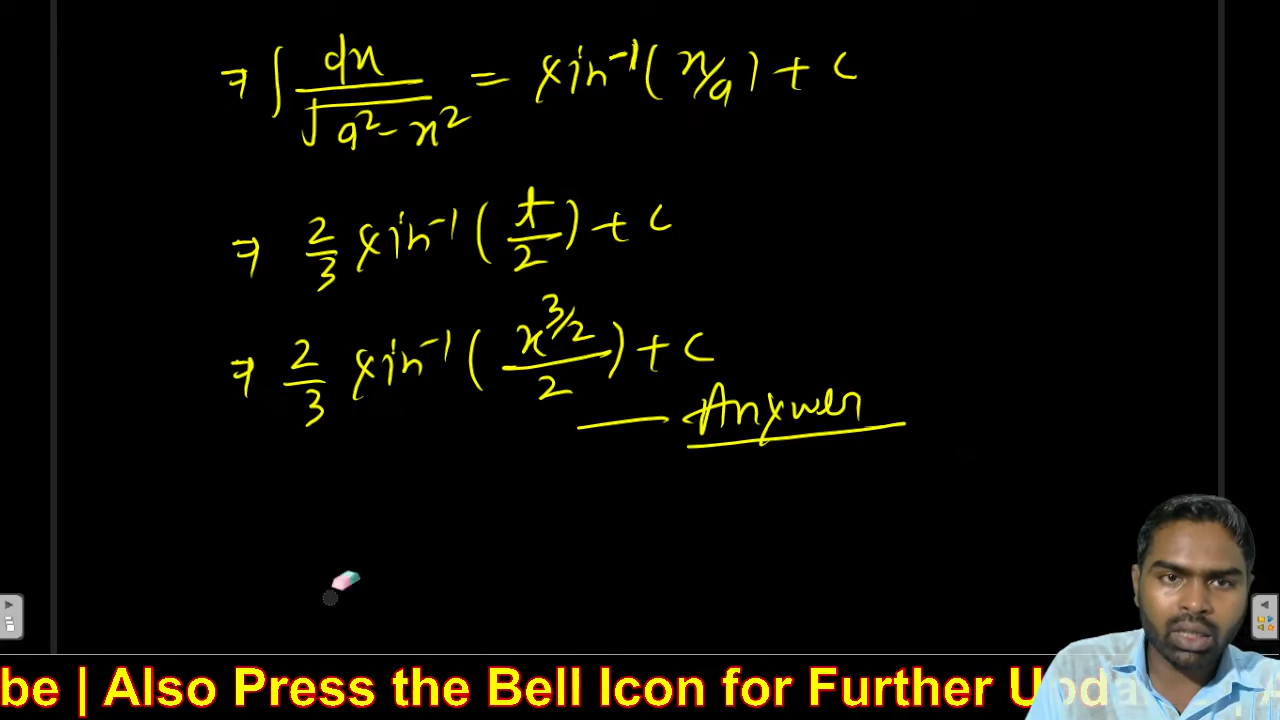 ⇒ ∫ dx / √(a² - x²) = sin⁻¹(x/a) + c
⇒ 2/3 sin⁻¹(t/2) + c
⇒ 2/3 sin⁻¹(x^(3/2)/2) + c
Answer
be | Also Press the Bell Icon for Further Upda